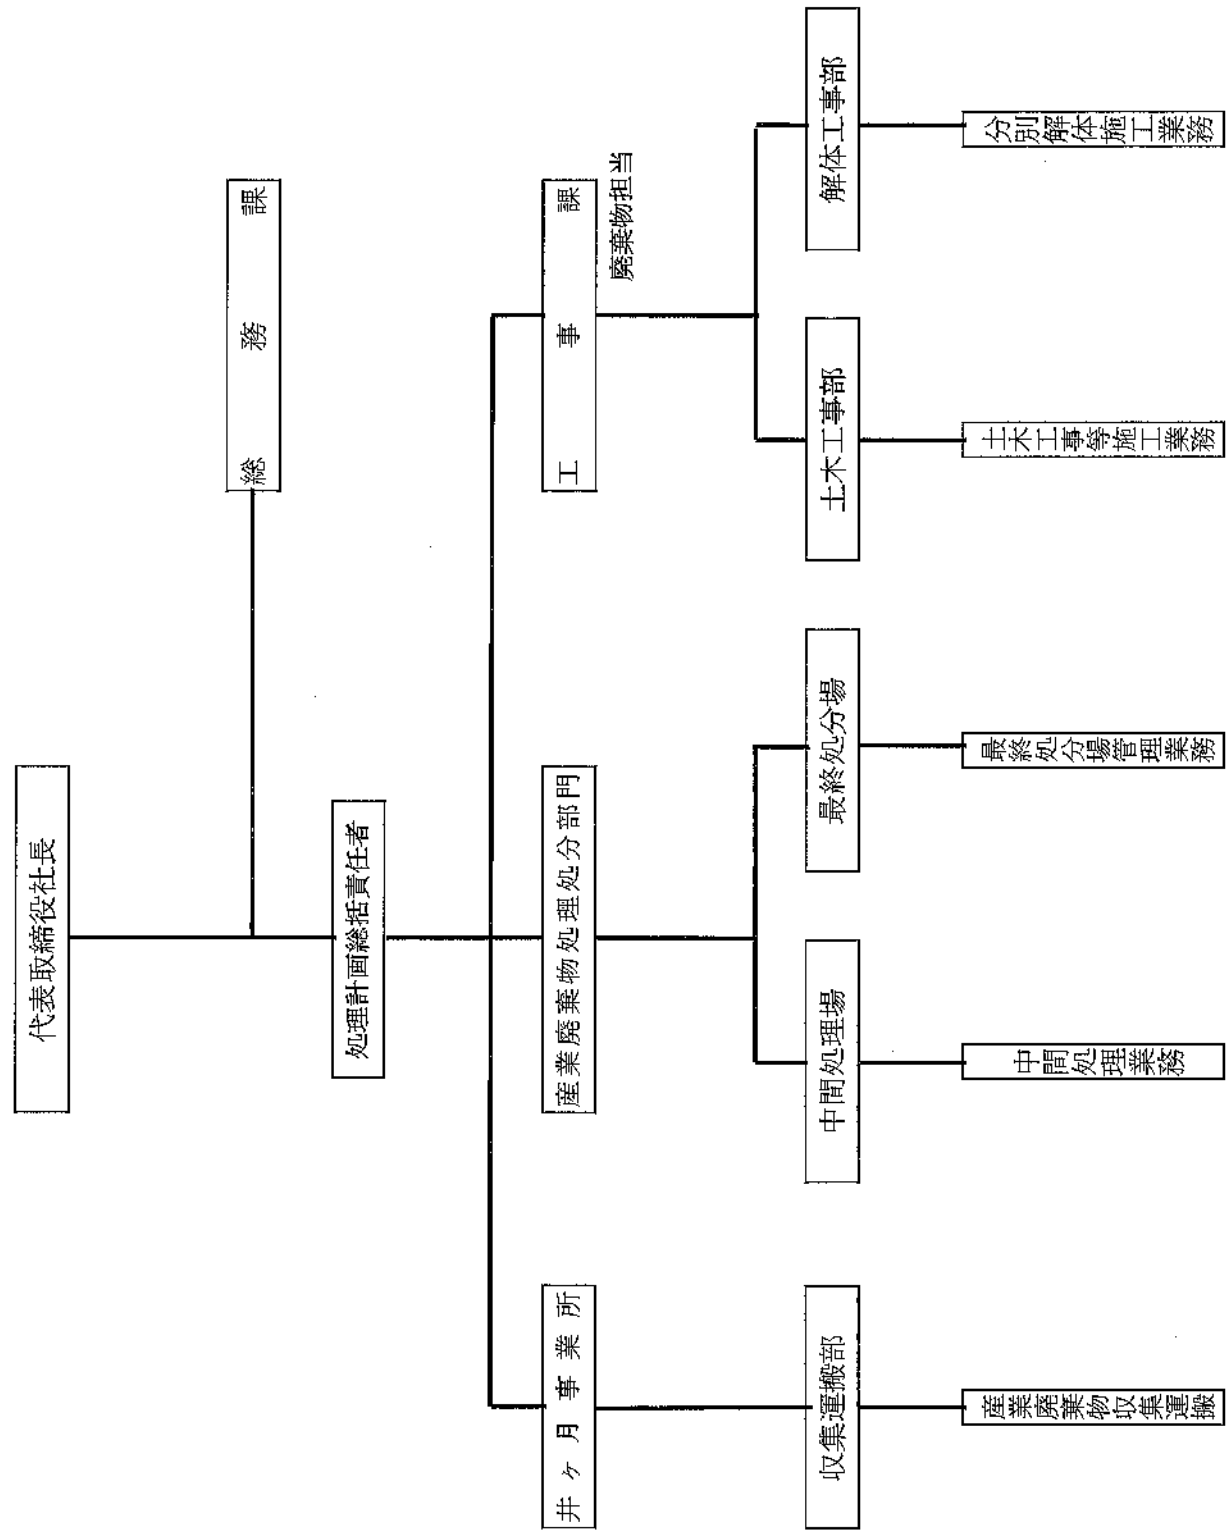 代表取締役社長
総務課
処理計画総括責任者
井ヶ月事業所
産業廃棄物処理処分部門
工事課
廃棄物担当
収集運搬部
中間処理場
最終処分場
土木工事部
解体工事部
産業廃棄物収集運搬
中間処理業務
最終処分場管理業務
土木工事等施工業務
分別解体施工業務